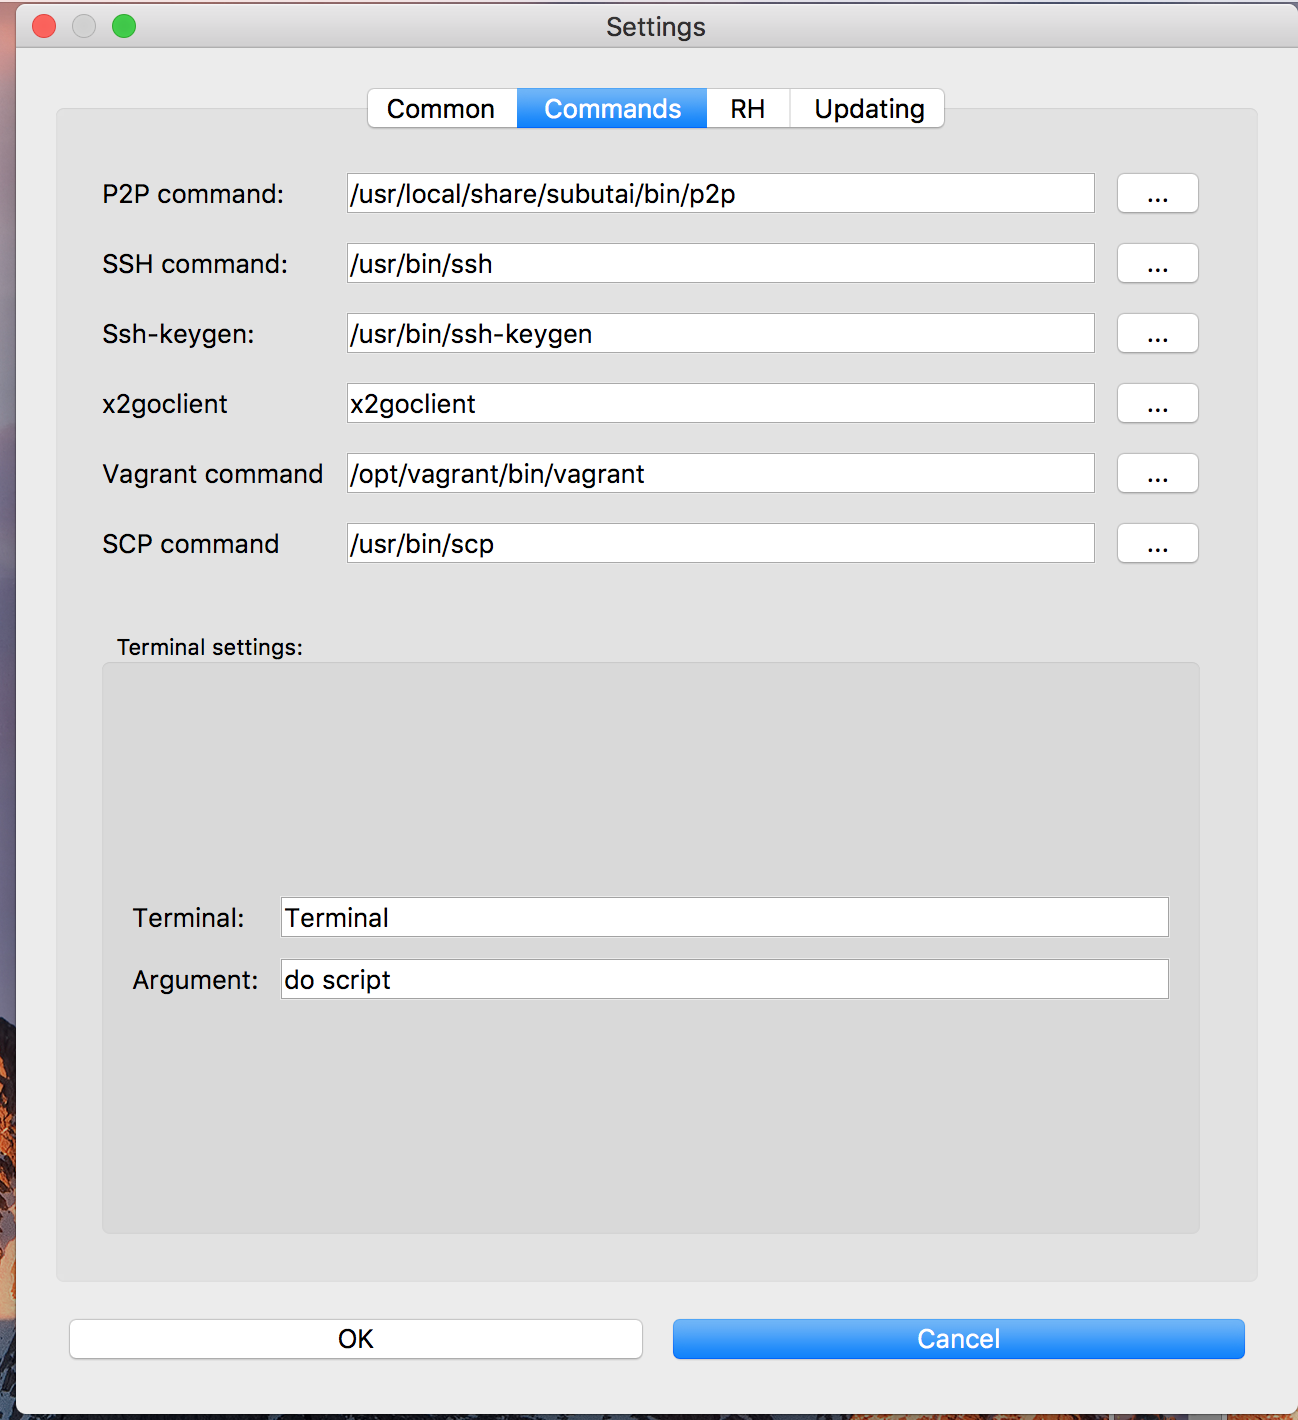 Settings
Common Commands RH Updating
P2P command: /usr/local/share/subutai/bin/p2p ...
SSH command: /usr/bin/ssh ...
Ssh-keygen: /usr/bin/ssh-keygen ...
x2goclient x2goclient ...
Vagrant command /opt/vagrant/bin/vagrant ...
SCP command /usr/bin/scp ...
Terminal settings:
Terminal: Terminal
Argument: do script
OK Cancel